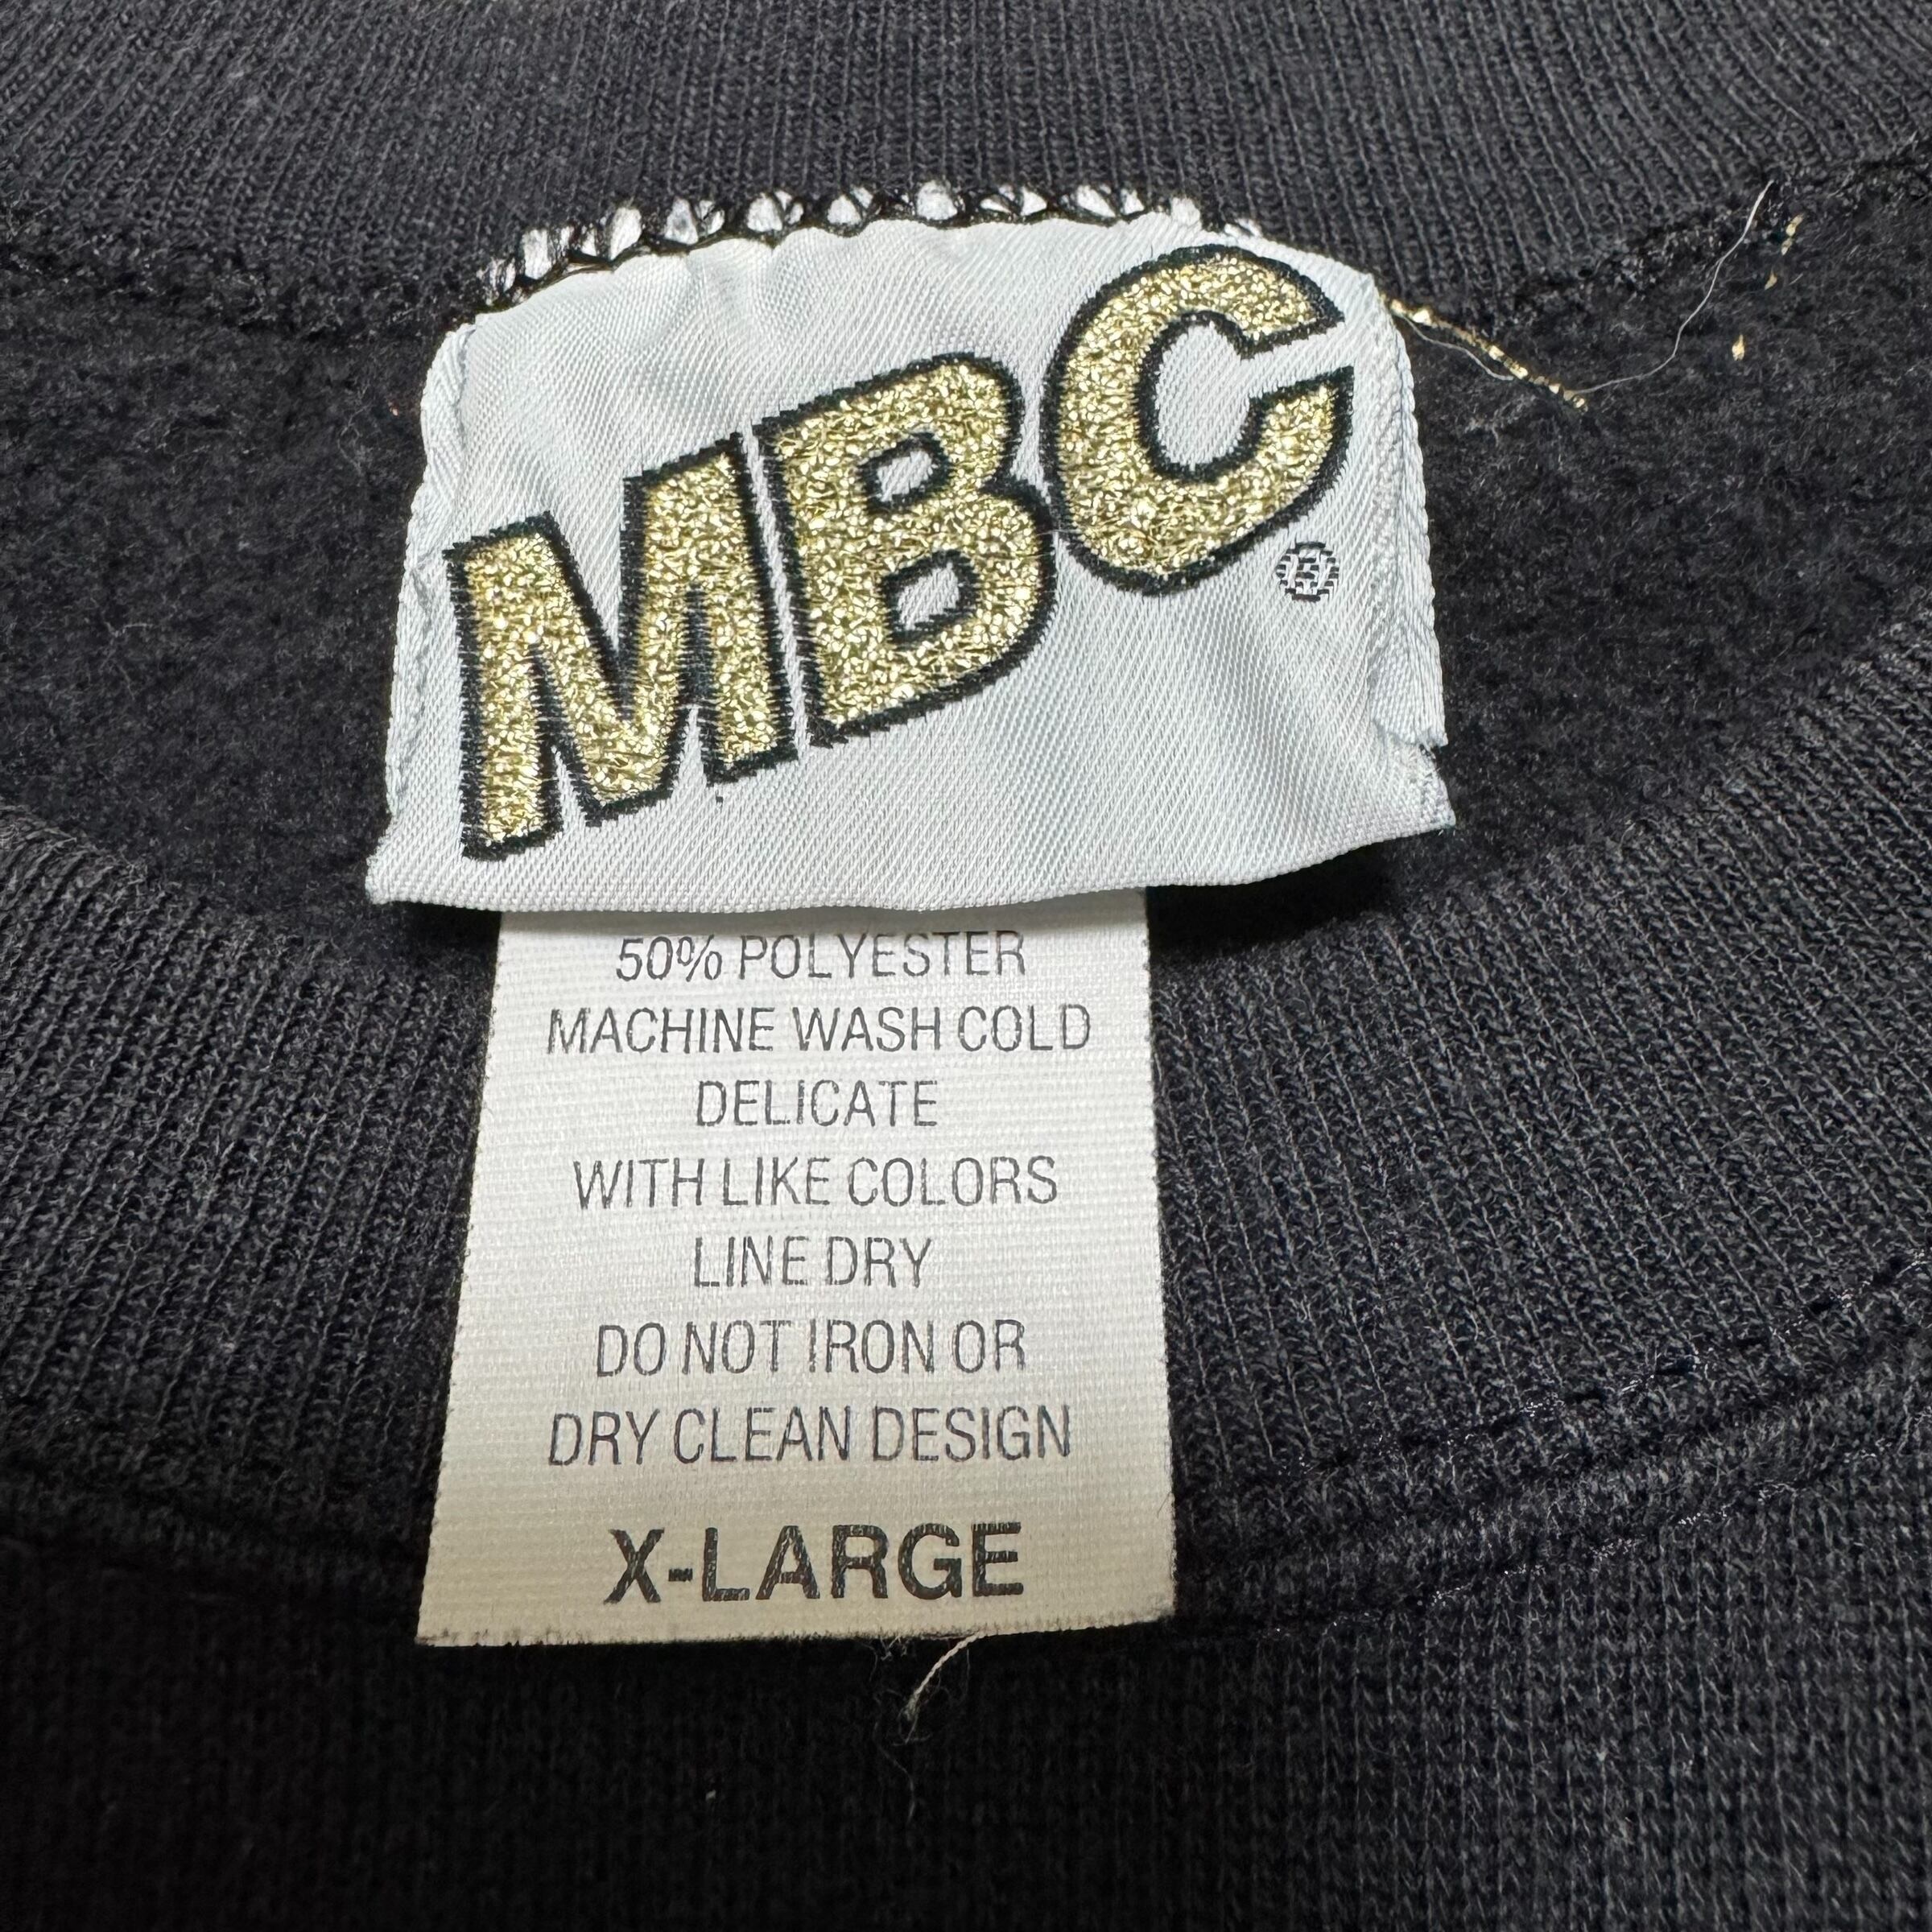 MBC®
50% POLYESTER
MACHINE WASH COLD
DELICATE
WITH LIKE COLORS
LINE DRY
DO NOT IRON OR
DRY CLEAN DESIGN
X-LARGE